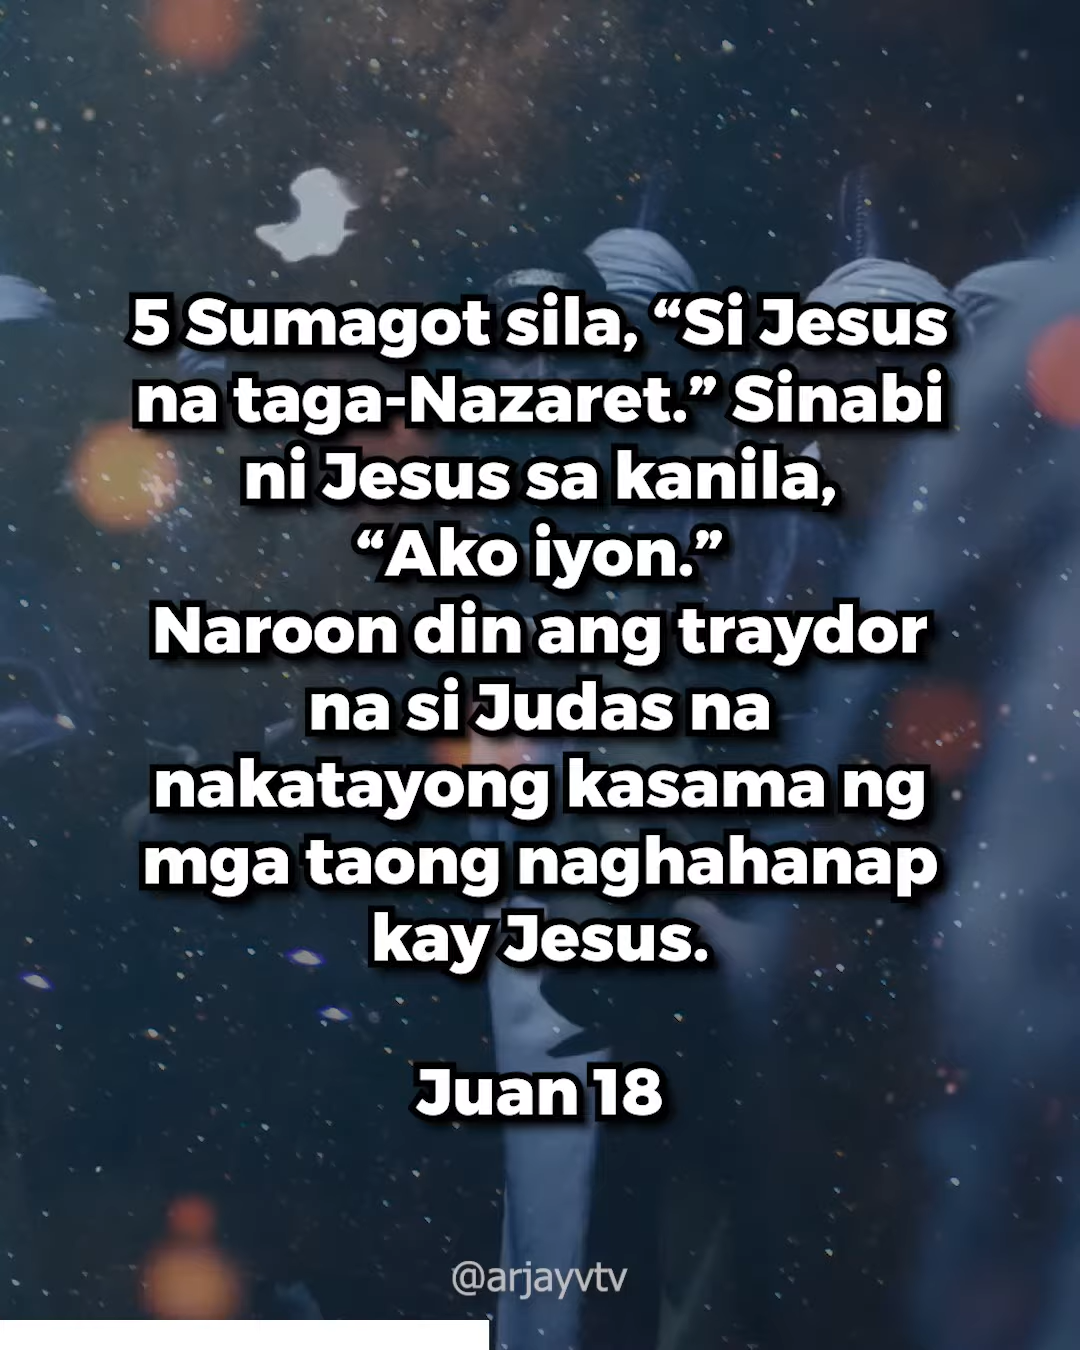 5 Sumagot sila, “Si Jesus
na taga-Nazaret.” Sinabi
ni Jesus sa kanila,
“Ako iyon.”
Naroon din ang traydor
na si Judas na
nakatayong kasama ng
mga taong naghahanap
kay Jesus.
Juan 18
@arjayvtv